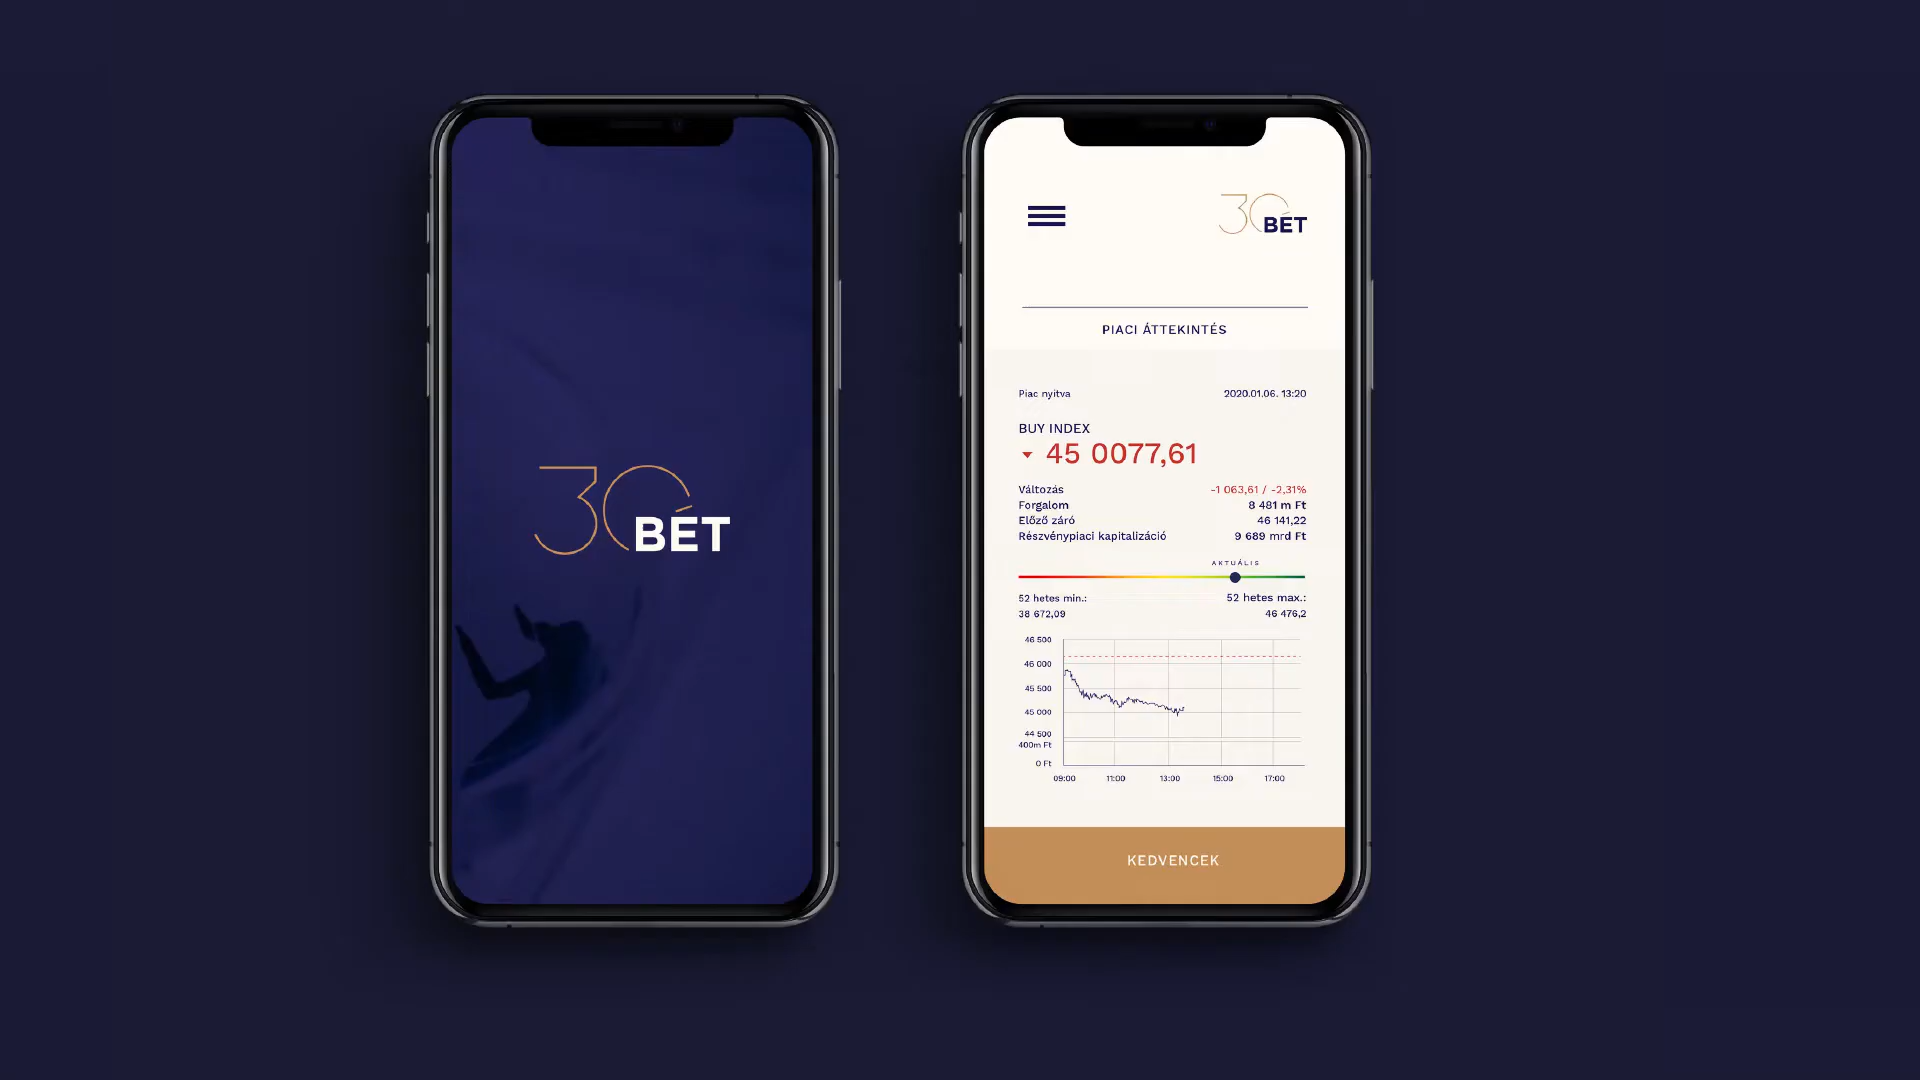 30
BÉT
30
BÉT
PIACI ÁTTEKINTÉS
Piac nyitva 2020.01.06. 13:20
BUY INDEX
45 0077,61
Változás -1 063,61 / -2,31%
Forgalom 8 481 m Ft
Előző záró 46 141,22
Részvénypiaci kapitalizáció 9 689 mrd Ft
AKTUÁLIS
52 hetes min.: 52 hetes max.:
38 672,09 46 476,2
46 500
46 000
45 500
45 000
44 500
400m Ft
0 Ft
09:00 11:00 13:00 15:00 17:00
KEDVENCEK